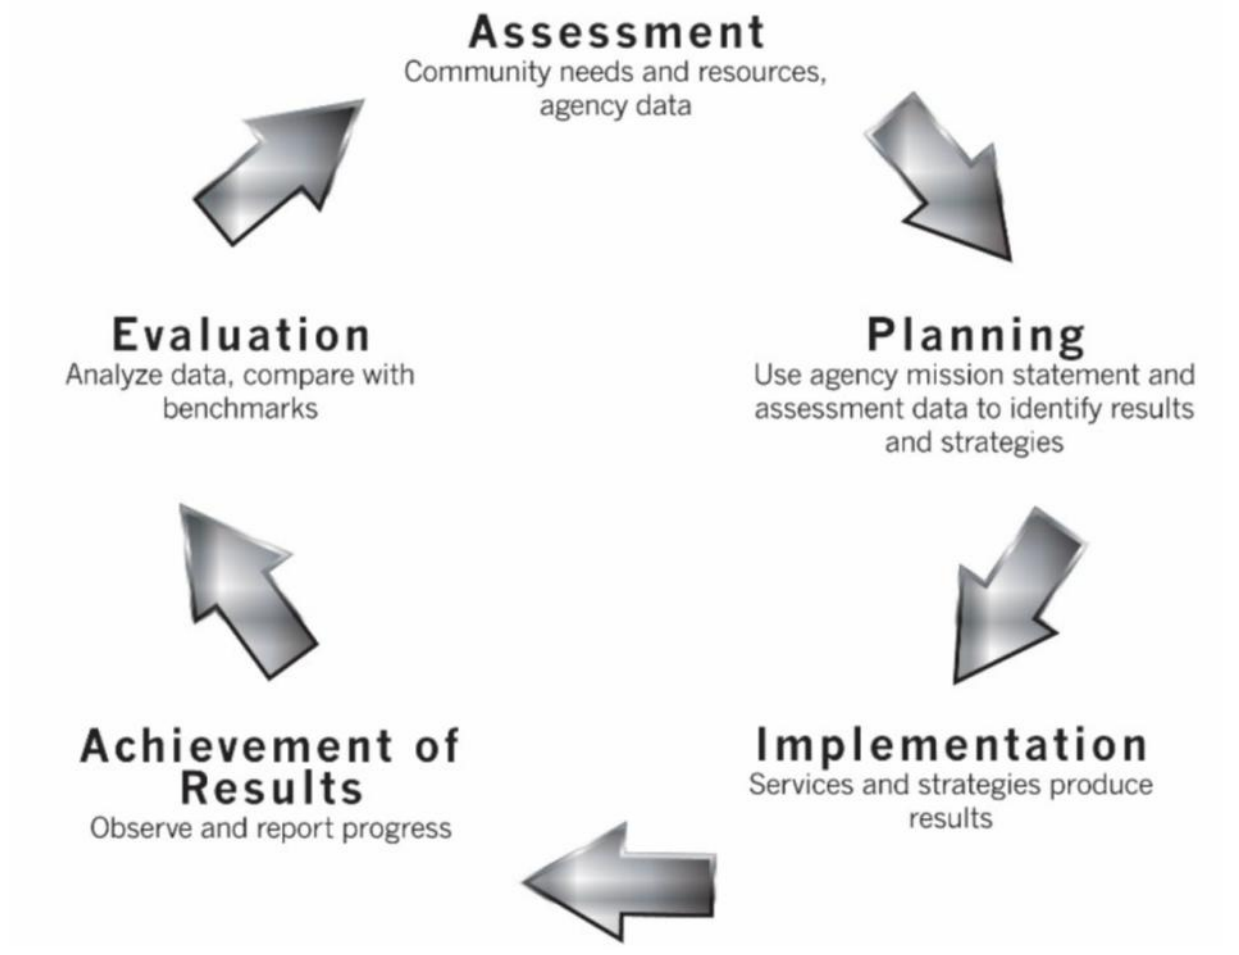 Assessment
Community needs and resources,
agency data
Planning
Use agency mission statement and
assessment data to identify results
and strategies
Implementation
Services and strategies produce
results
Achievement of
Results
Observe and report progress
Evaluation
Analyze data, compare with
benchmarks